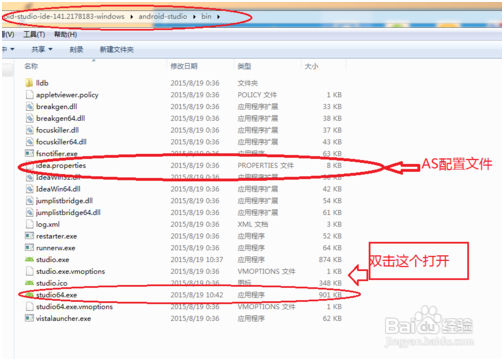 oid-studio-ide-141.2178183-windows ▸ android-studio ▸ bin ▸
(V) 工具(T) 帮助(H)
中 ▾ 共享 ▾ 刻录 新建文件夹
名称 修改日期 类型 大小
lldb 2015/8/19 0:36 文件夹
appletviewer.policy 2015/8/19 0:36 POLICY 文件 1 KB
breakgen.dll 2015/8/19 0:36 应用程序扩展 33 KB
breakgen64.dll 2015/8/19 0:36 应用程序扩展 38 KB
focuskiller.dll 2015/8/19 0:36 应用程序扩展 37 KB
focuskiller64.dll 2015/8/19 0:36 应用程序扩展 43 KB
fsnotifier.exe 2015/8/19 0:36 应用程序 63 KB
idea.properties 2015/8/19 0:36 PROPERTIES 文件 8 KB
AS配置文件
IdeaWin32.dll 2015/8/19 0:36 应用程序扩展
IdeaWin64.dll 2015/8/19 0:36 应用程序扩展 42 KB
jumplistbridge.dll 2015/8/19 0:36 应用程序扩展 54 KB
jumplistbridge64.dll 2015/8/19 0:36 应用程序扩展 61 KB
log.xml 2015/8/19 0:36 XML 文档 3 KB
restarter.exe 2015/8/19 0:36 应用程序 52 KB
runnerw.exe 2015/8/19 0:36 应用程序 64 KB
studio.exe 2015/8/19 10:37 应用程序 874 KB
双击这个打开
studio.exe.vmoptions 2015/8/19 0:36 VMOPTIONS 文件 1 KB
studio.ico 2015/8/19 0:36 图标 348 KB
studio64.exe 2015/8/19 10:42 应用程序 901 KB
studio64.exe.vmoptions 2015/8/19 0:36 VMOPTIONS 文件 1 KB
vistalauncher.exe 2015/8/19 0:36 应用程序 62 KB
Baidu经验
jingyan.baidu.com